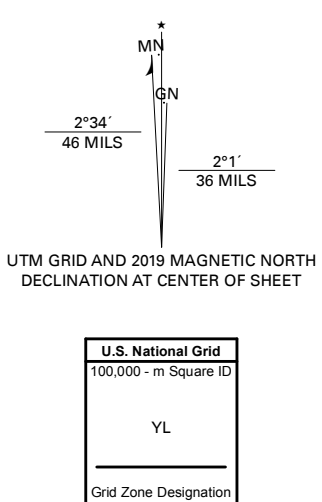 MN
GN
2°34´
46 MILS
2°1´
36 MILS
UTM GRID AND 2019 MAGNETIC NORTH
DECLINATION AT CENTER OF SHEET
U.S. National Grid
100,000 - m Square ID
YL
Grid Zone Designation